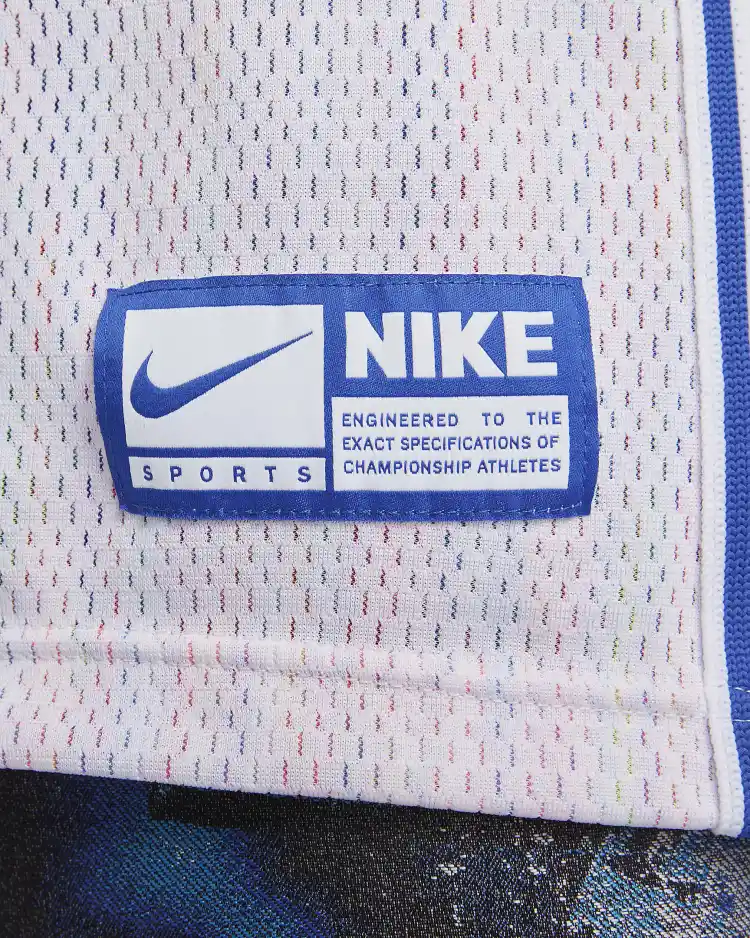 NIKE
ENGINEERED TO THE
EXACT SPECIFICATIONS OF
CHAMPIONSHIP ATHLETES
SPORTS